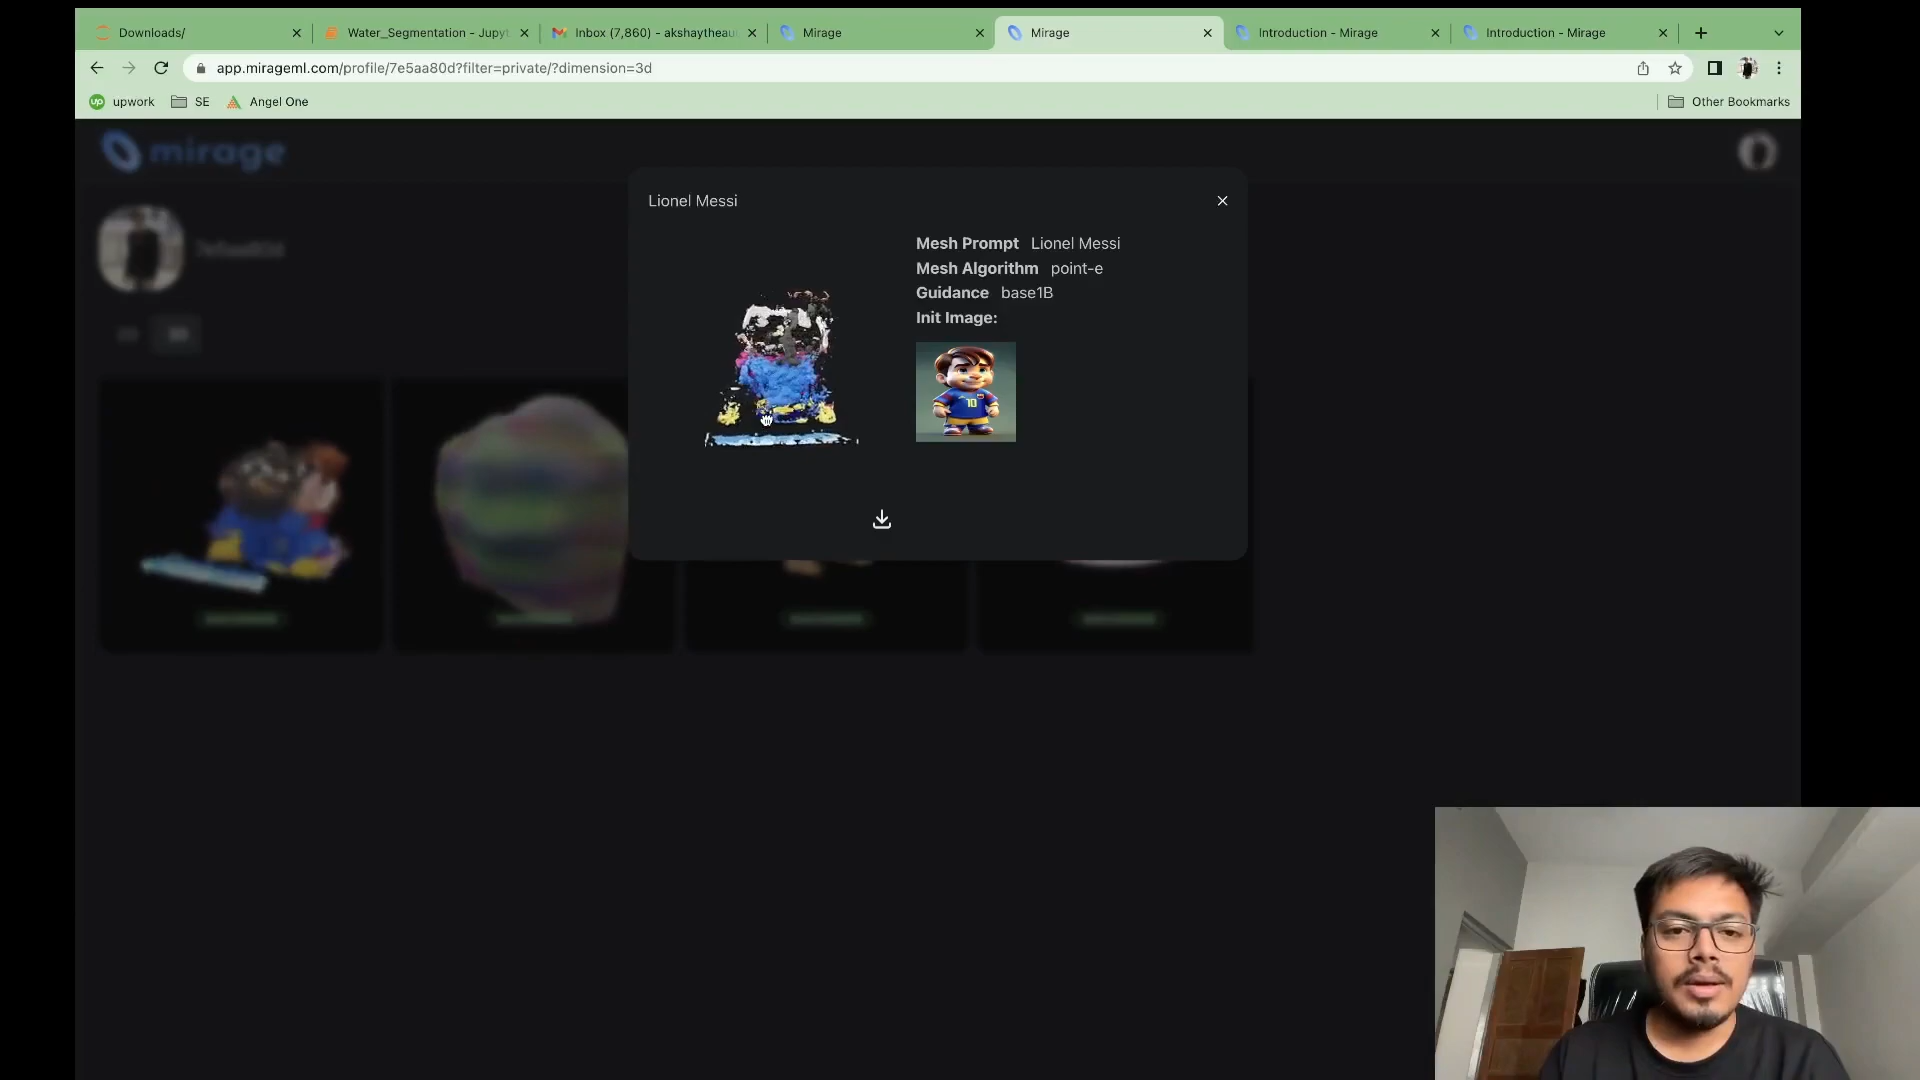 Downloads/
Water_Segmentation - Jupyt
Inbox (7,860) - akshaytheau
Mirage
Mirage
Introduction - Mirage
Introduction - Mirage
app.mirageml.com/profile/7e5aa80d?filter=private/?dimension=3d
up upwork
SE
Angel One
Other Bookmarks
mirage
7e5aa80d
Lionel Messi
Mesh Prompt Lionel Messi
Mesh Algorithm point-e
Guidance base1B
Init Image:
10